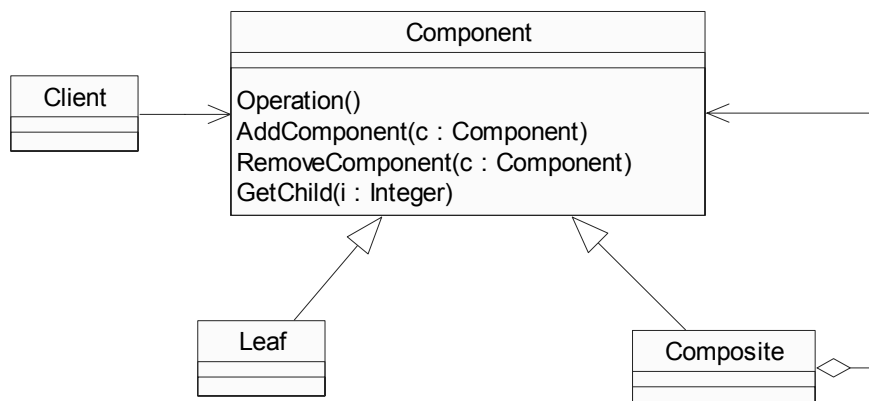 Component
Client
Operation()
AddComponent(c : Component)
RemoveComponent(c : Component)
GetChild(i : Integer)
Leaf
Composite